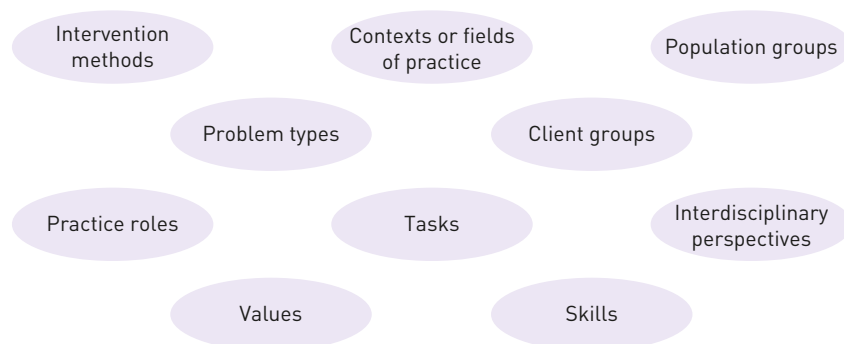 Intervention
methods
Contexts or fields
of practice
Population groups
Problem types
Client groups
Practice roles
Tasks
Interdisciplinary
perspectives
Values
Skills